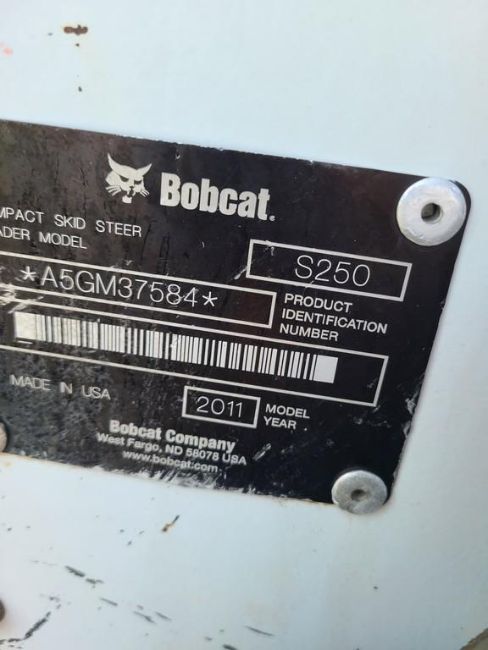 Bobcat.
MPACT SKID STEER
ADER MODEL
S250
*A5GM37584*
PRODUCT
IDENTIFICATION
NUMBER
MADE IN USA
2011
MODEL
YEAR
Bobcat Company
West Fargo, ND 58078 USA
www.bobcat.com